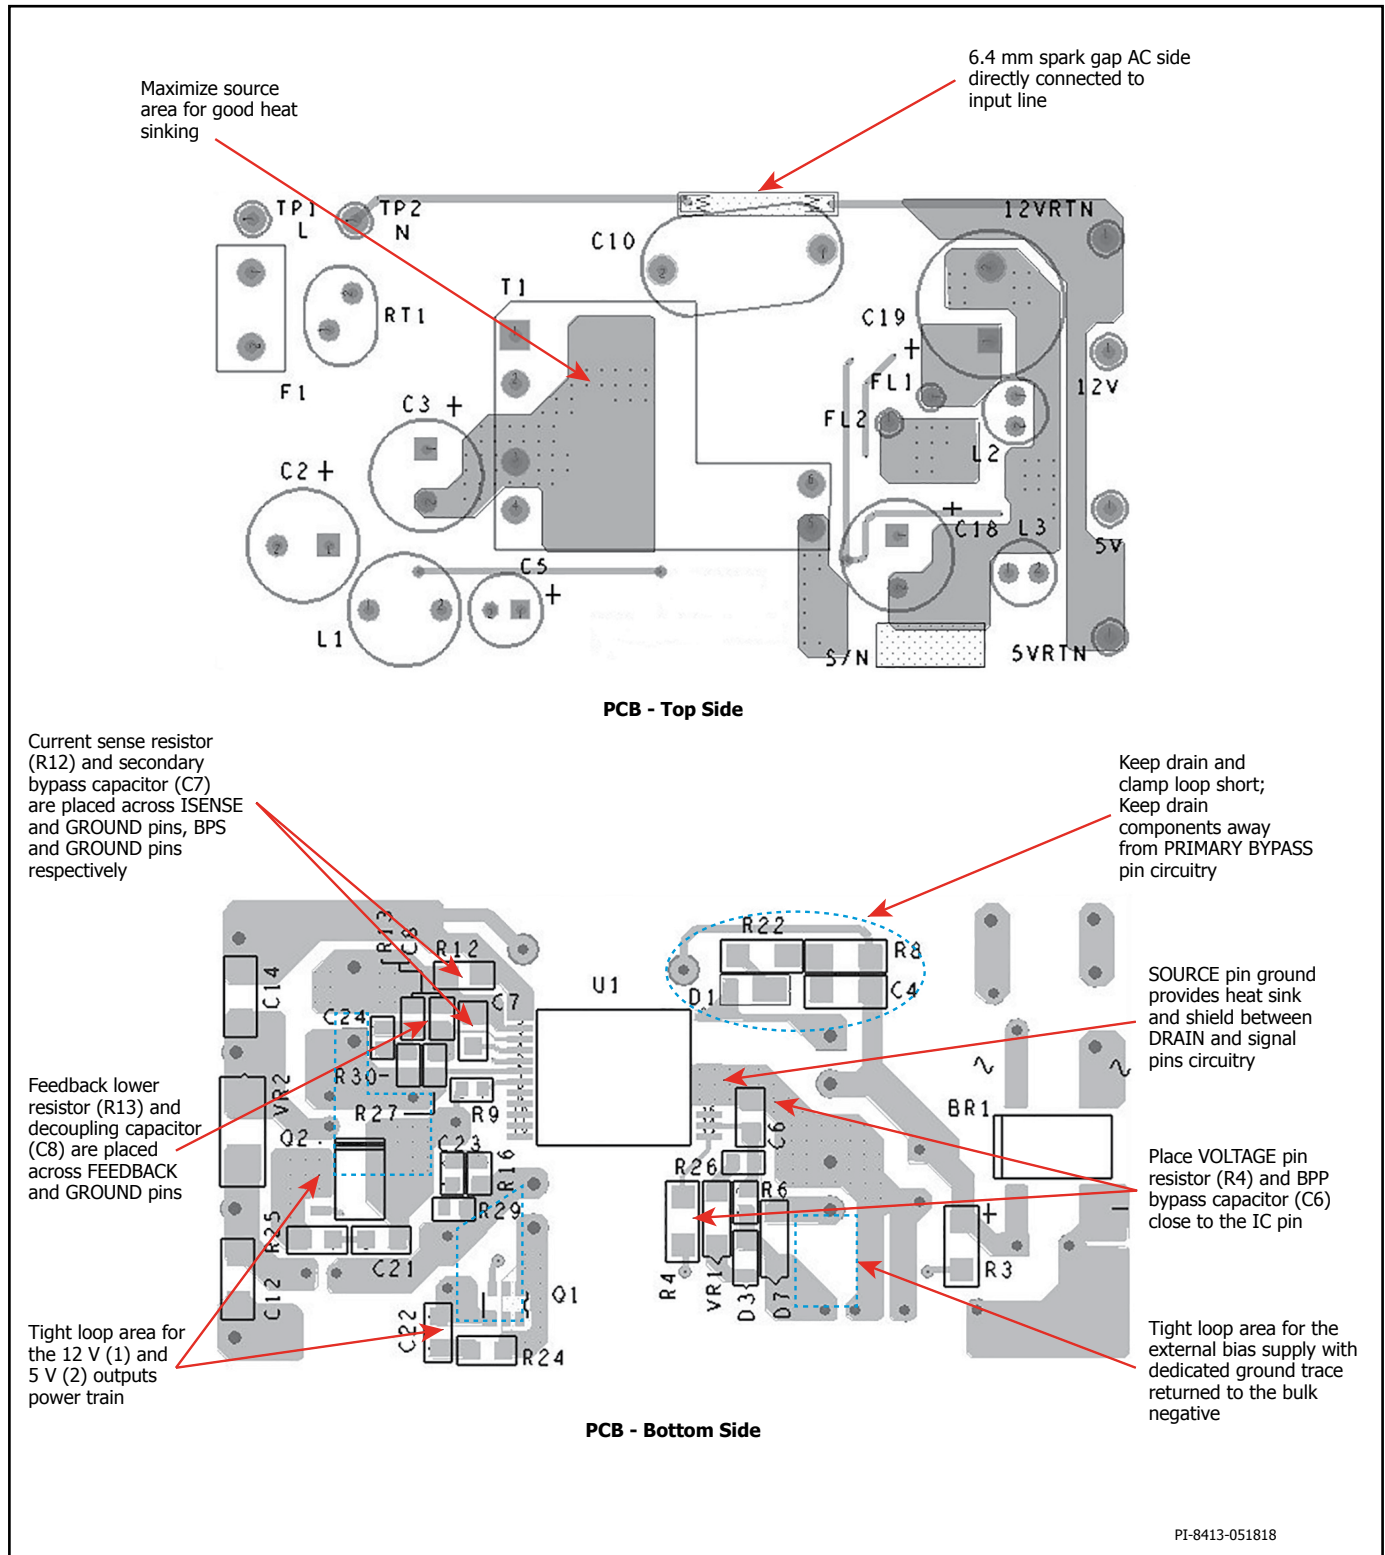 Maximize source
area for good heat
sinking
6.4 mm spark gap AC side
directly connected to
input line
TP1
L
TP2
N
12VRTN
C10
T1
RT1
C19
+
F1
FL1
12V
C3 +
FL2
L2
C2 +
+
C18
L3
5V
C5
+
L1
S/N
5VRTN
PCB - Top Side
Current sense resistor
(R12) and secondary
bypass capacitor (C7)
are placed across ISENSE
and GROUND pins, BPS
and GROUND pins
respectively
Keep drain and
clamp loop short;
Keep drain
components away
from PRIMARY BYPASS
pin circuitry
R13
C8
R12
R22
R8
C14
U1
D1
C4
C7
C24
SOURCE pin ground
provides heat sink
and shield between
DRAIN and signal
pins circuitry
Feedback lower
resistor (R13) and
decoupling capacitor
(C8) are placed
across FEEDBACK
and GROUND pins
VR2
R30
R27
R9
C6
BR1
~
~
Q2
C23
R16
R26
R6
Place VOLTAGE pin
resistor (R4) and BPP
bypass capacitor (C6)
close to the IC pin
R25
R29
+
-
C21
C12
R4
VR1
D3
D7
R3
Q1
C22
R24
Tight loop area for
the 12 V (1) and
5 V (2) outputs
power train
Tight loop area for the
external bias supply with
dedicated ground trace
returned to the bulk
negative
PCB - Bottom Side
PI-8413-051818